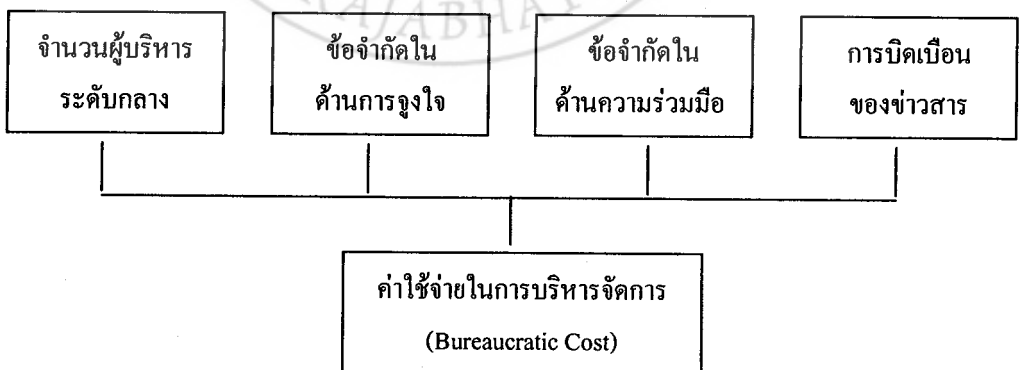 RAJABHA
จำนวนผู้บริหาร
ระดับกลาง
ข้อจำกัดใน
ด้านการจูงใจ
ข้อจำกัดใน
ด้านความร่วมมือ
การบิดเบือน
ของข่าวสาร
ค่าใช้จ่ายในการบริหารจัดการ
(Bureaucratic Cost)